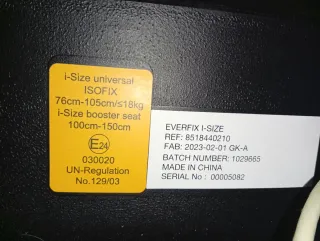 i-Size universal
ISOFIX
76cm-105cm/≤18kg
i-Size booster seat
100cm-150cm
E24
030020
UN-Regulation
No.129/03
EVERFIX I-SIZE
REF: 8518440210
FAB: 2023-02-01 GK-A
BATCH NUMBER: 1029665
MADE IN CHINA
SERIAL No : 00005082